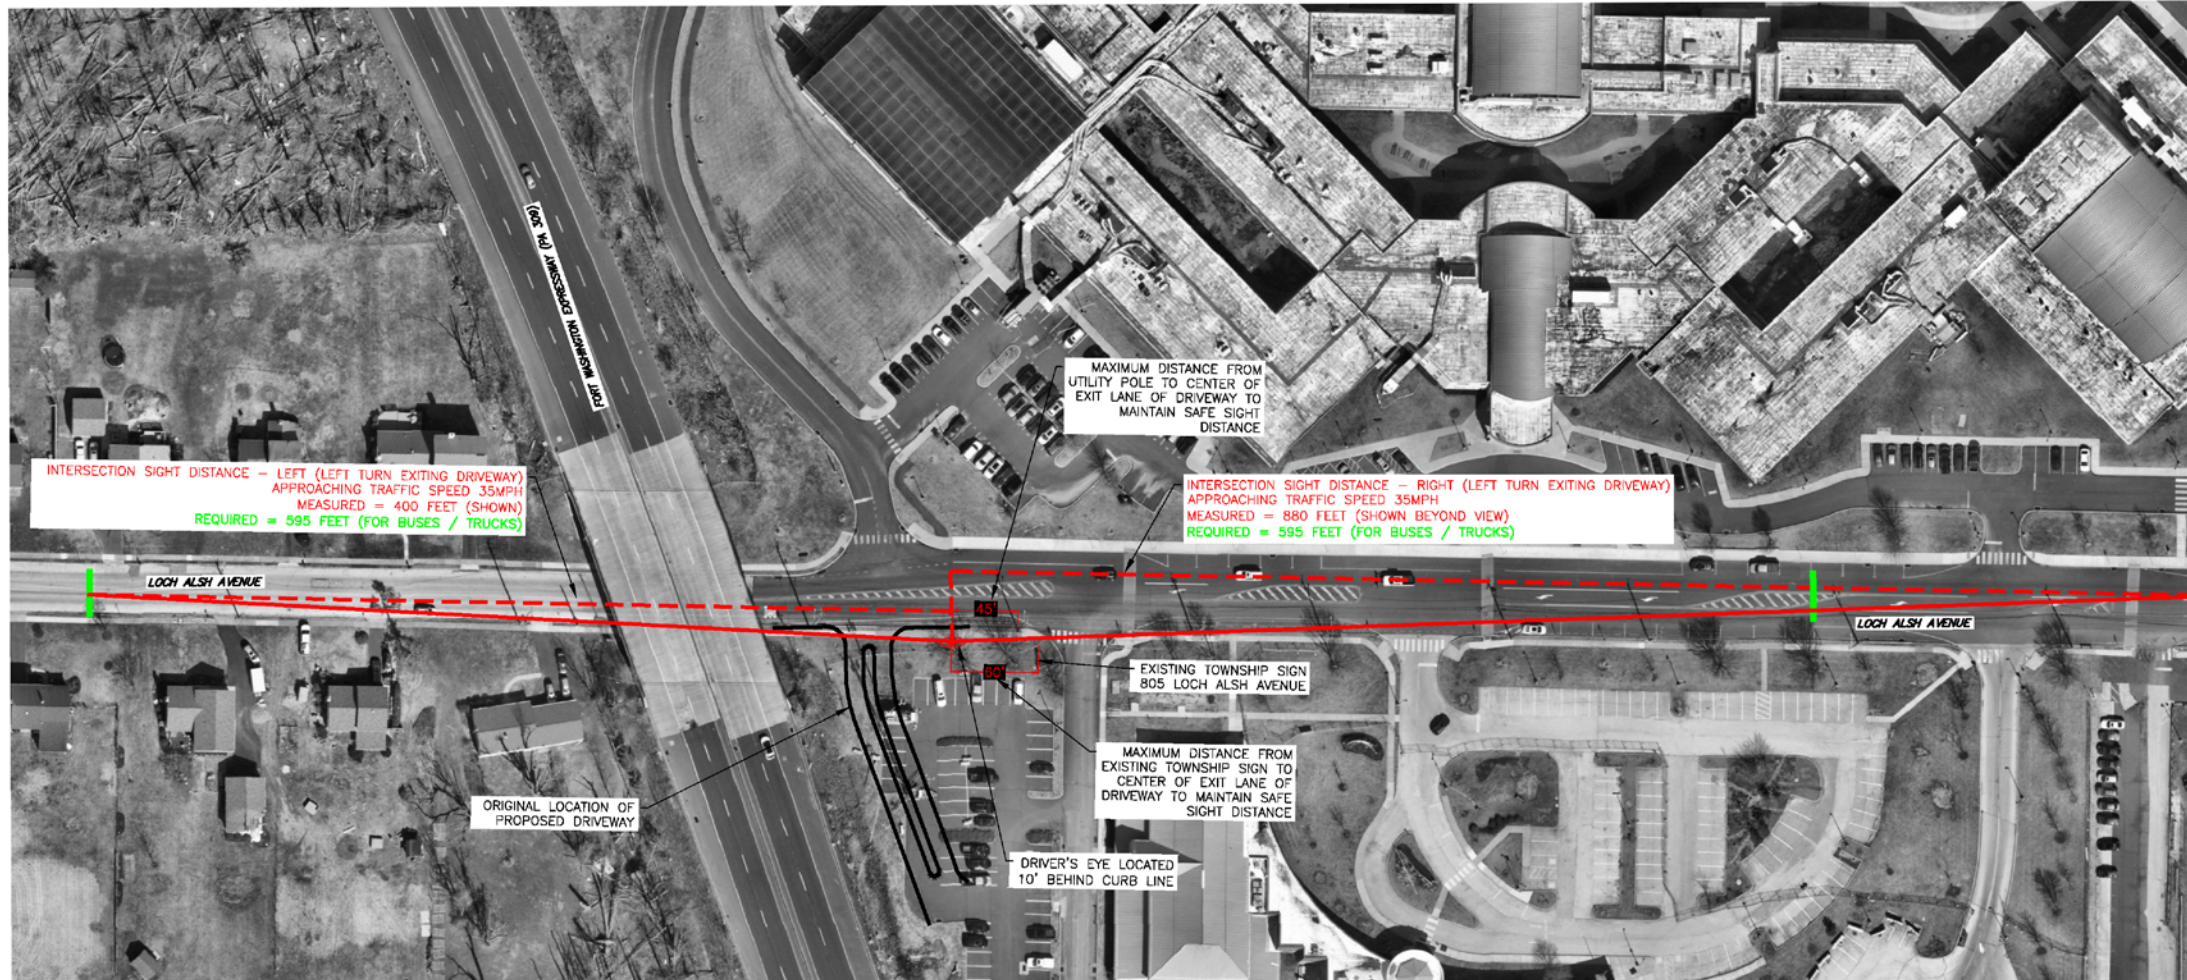 FORT WASHINGTON EXPRESSWAY (PA 309)
MAXIMUM DISTANCE FROM
UTILITY POLE TO CENTER OF
EXIT LANE OF DRIVEWAY TO
MAINTAIN SAFE SIGHT
DISTANCE
INTERSECTION SIGHT DISTANCE - LEFT (LEFT TURN EXITING DRIVEWAY)
APPROACHING TRAFFIC SPEED 35MPH
MEASURED = 400 FEET (SHOWN)
REQUIRED = 595 FEET (FOR BUSES / TRUCKS)
INTERSECTION SIGHT DISTANCE - RIGHT (LEFT TURN EXITING DRIVEWAY)
APPROACHING TRAFFIC SPEED 35MPH
MEASURED = 880 FEET (SHOWN BEYOND VIEW)
REQUIRED = 595 FEET (FOR BUSES / TRUCKS)
LOCH ALSH AVENUE
45'
LOCH ALSH AVENUE
60'
EXISTING TOWNSHIP SIGN
805 LOCH ALSH AVENUE
MAXIMUM DISTANCE FROM
EXISTING TOWNSHIP SIGN TO
CENTER OF EXIT LANE OF
DRIVEWAY TO MAINTAIN SAFE
SIGHT DISTANCE
ORIGINAL LOCATION OF
PROPOSED DRIVEWAY
DRIVER'S EYE LOCATED
10' BEHIND CURB LINE